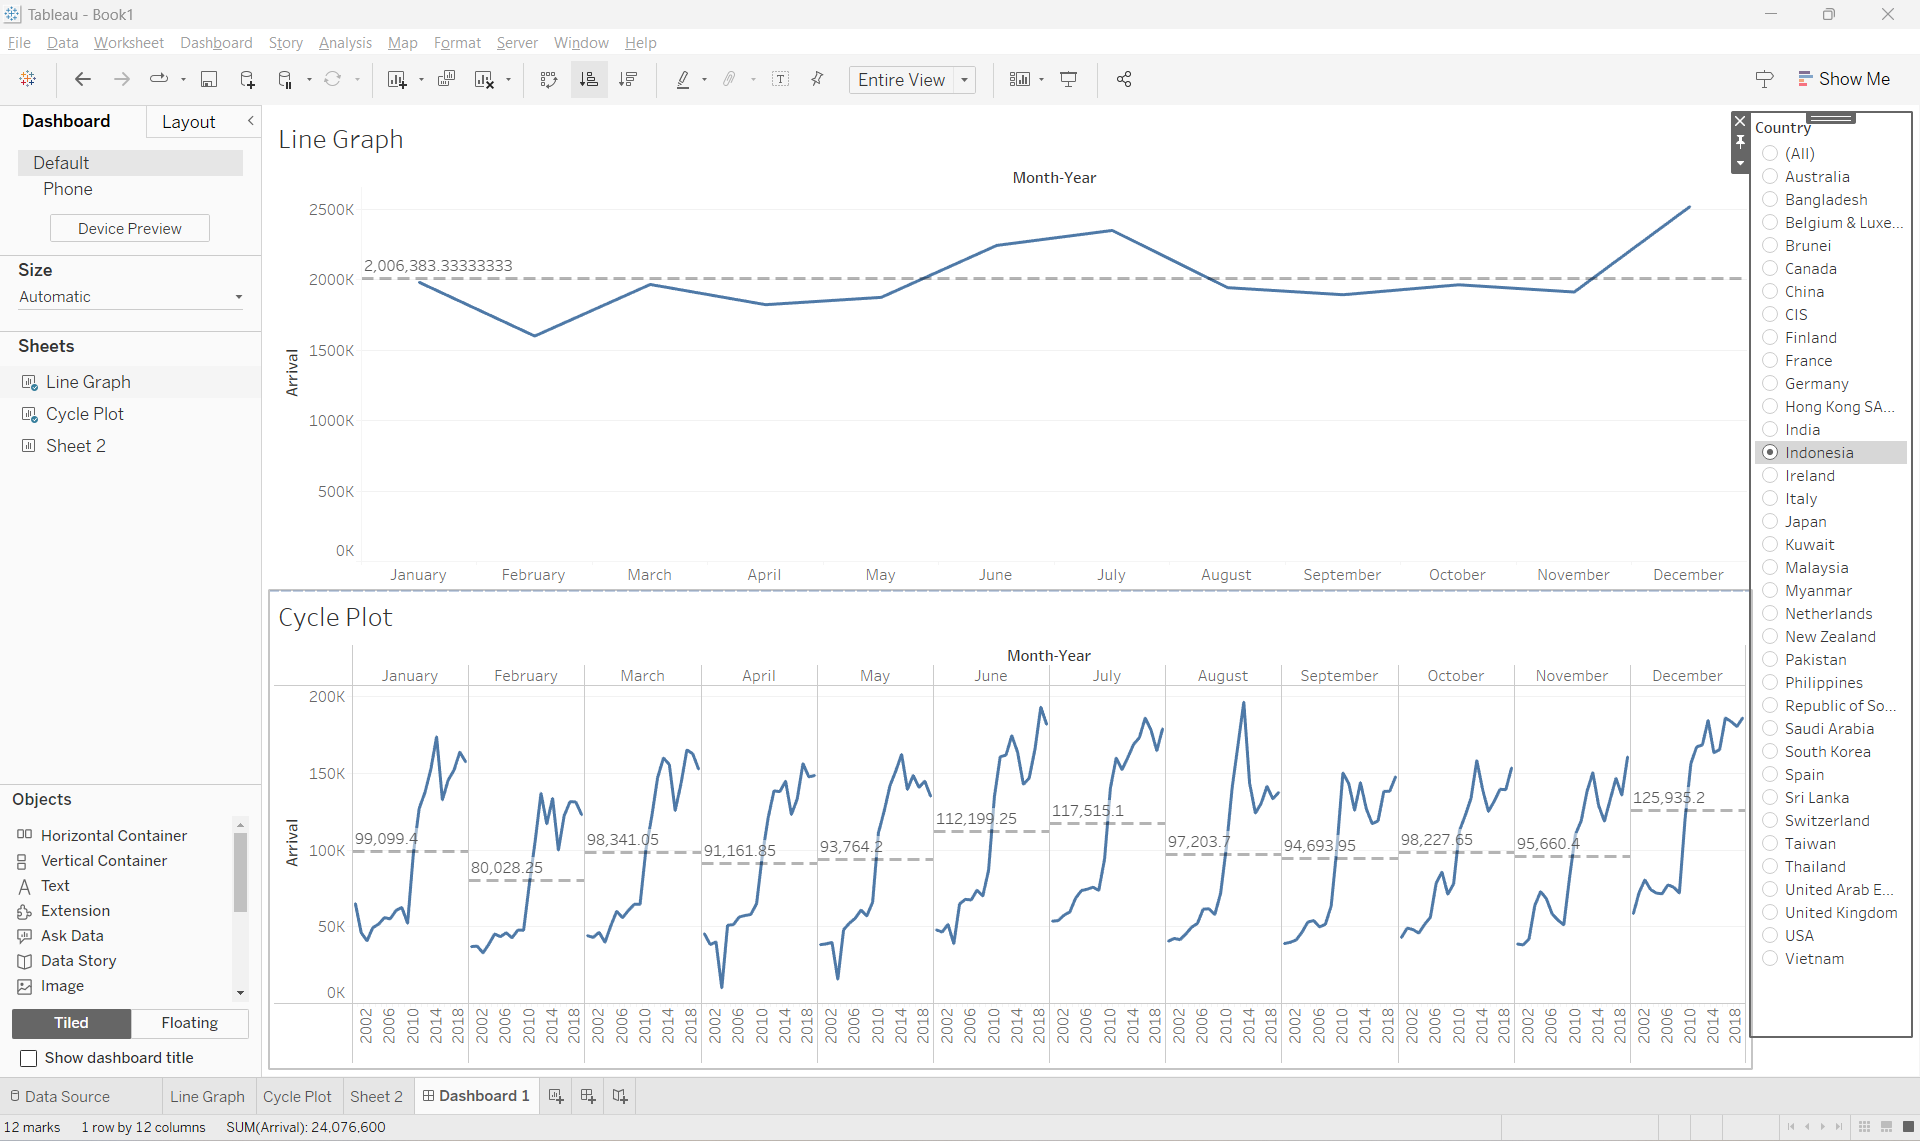 Tableau - Book1
File Data Worksheet Dashboard Story Analysis Map Format Server Window Help
Entire View
Show Me
Dashboard Layout
Default
Phone
Device Preview
Size
Automatic
Sheets
Line Graph
Cycle Plot
Sheet 2
Objects
Horizontal Container
Vertical Container
Text
Extension
Ask Data
Data Story
Image
Tiled Floating
Show dashboard title
Line Graph
Month-Year
Arrival
2500K
2000K
1500K
1000K
500K
0K
2,006,383.33333333
January February March April May June July August September October November December
Cycle Plot
Month-Year
January February March April May June July August September October November December
Arrival
200K
150K
100K
50K
0K
99,099.4
80,028.25
98,341.05
91,161.85
93,764.2
112,199.25
117,515.1
97,203.7
94,693.95
98,227.65
95,660.4
125,935.2
2002 2006 2010 2014 2018 2002 2006 2010 2014 2018 2002 2006 2010 2014 2018 2002 2006 2010 2014 2018 2002 2006 2010 2014 2018 2002 2006 2010 2014 2018 2002 2006 2010 2014 2018 2002 2006 2010 2014 2018 2002 2006 2010 2014 2018 2002 2006 2010 2014 2018 2002 2006 2010 2014 2018 2002 2006 2010 2014 2018
Country
(All)
Australia
Bangladesh
Belgium & Luxe...
Brunei
Canada
China
CIS
Finland
France
Germany
Hong Kong SA...
India
Indonesia
Ireland
Italy
Japan
Kuwait
Malaysia
Myanmar
Netherlands
New Zealand
Pakistan
Philippines
Republic of So...
Saudi Arabia
South Korea
Spain
Sri Lanka
Switzerland
Taiwan
Thailand
United Arab E...
United Kingdom
USA
Vietnam
Data Source Line Graph Cycle Plot Sheet 2 Dashboard 1
12 marks 1 row by 12 columns SUM(Arrival): 24,076,600